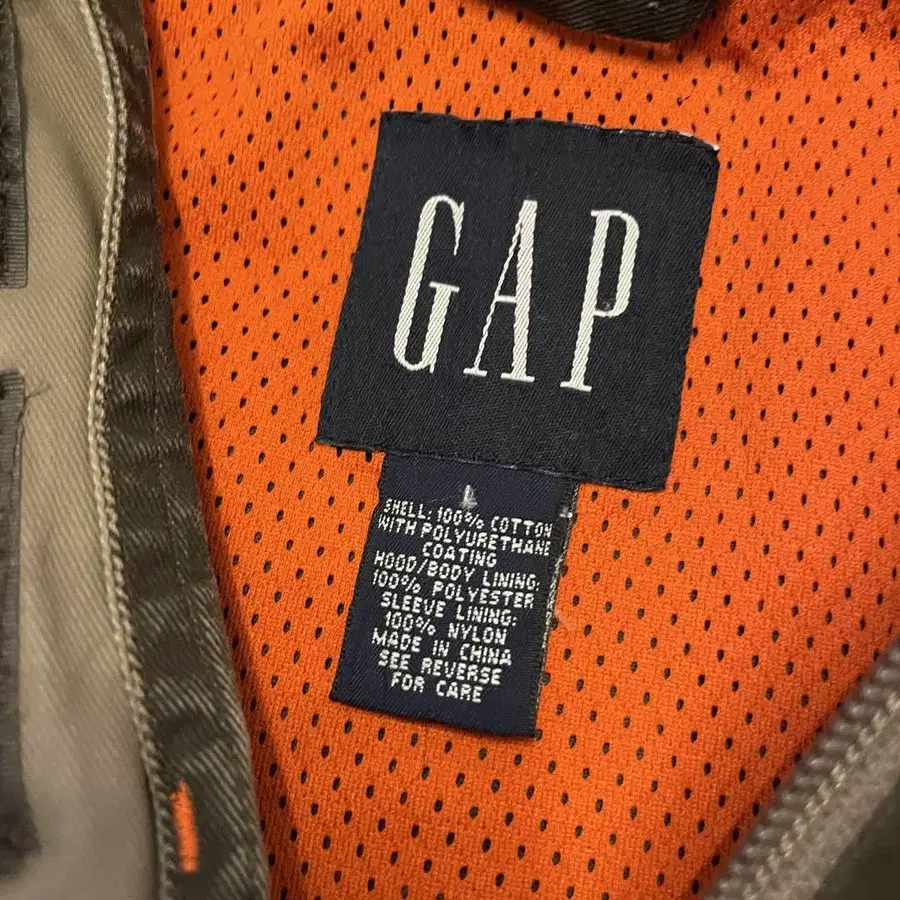 GAP
L
SHELL: 100% COTTON
WITH POLYURETHANE
COATING
HOOD/BODY LINING:
100% POLYESTER
SLEEVE LINING:
100% NYLON
MADE IN CHINA
SEE REVERSE
FOR CARE